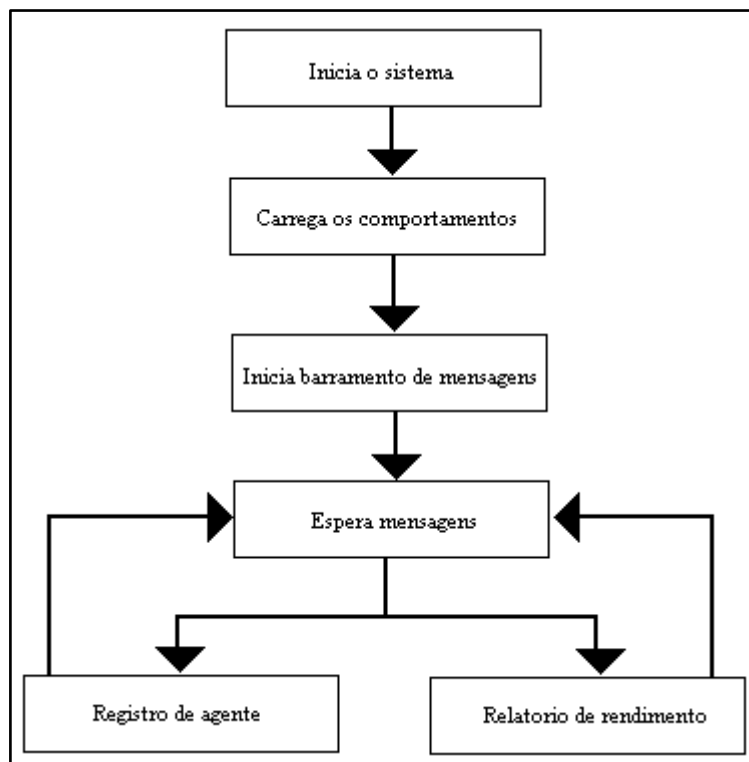 Inicia o sistema
Carrega os comportamentos
Inicia barramento de mensagens
Espera mensagens
Registro de agente
Relatorio de rendimento